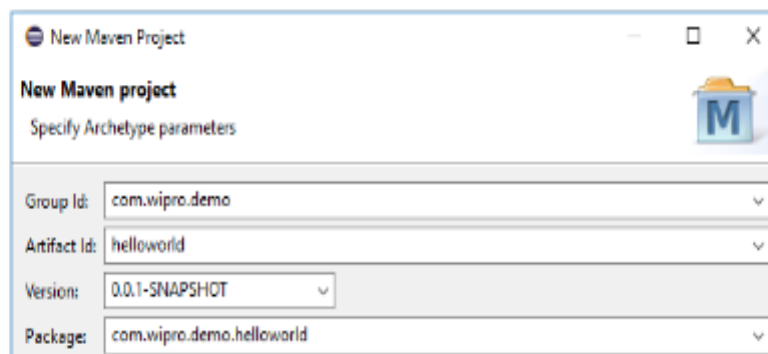 New Maven Project
New Maven project
Specify Archetype parameters
M
Group Id: com.wipro.demo
Artifact Id: helloworld
Version: 0.0.1-SNAPSHOT
Package: com.wipro.demo.helloworld